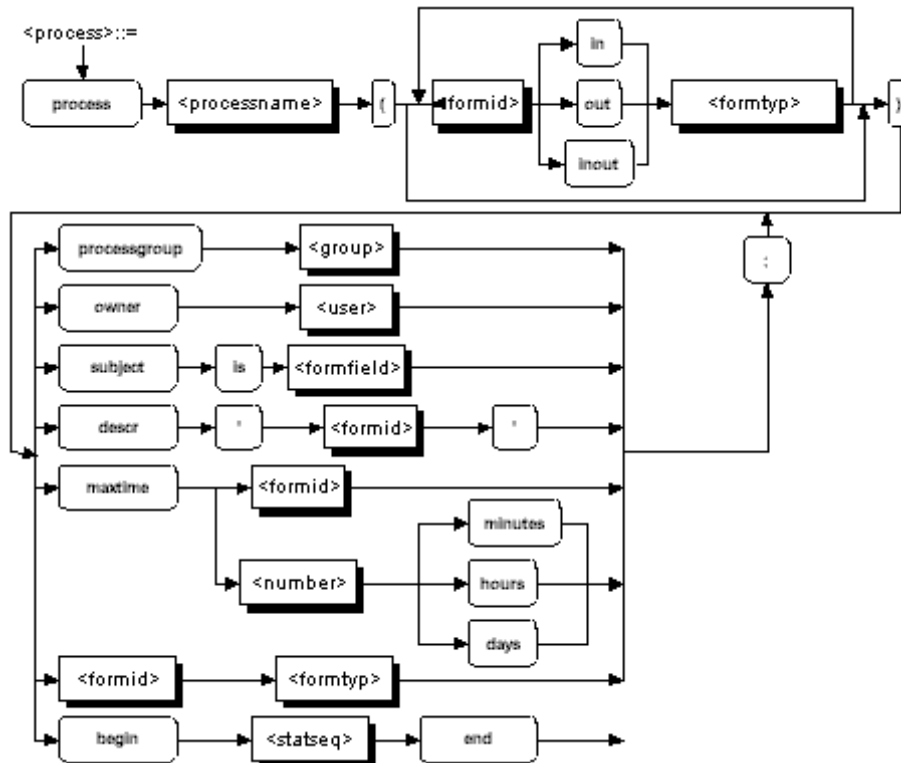 <process>::=
process <processname> ( <formid> in <formtyp> )
out
inout
processgroup <group>
;
owner <user>
subject is <formfield>
descr ' <formid> '
maxtime <formid>
minutes
<number> hours
days
<formid> <formtyp>
begin <statseq> end